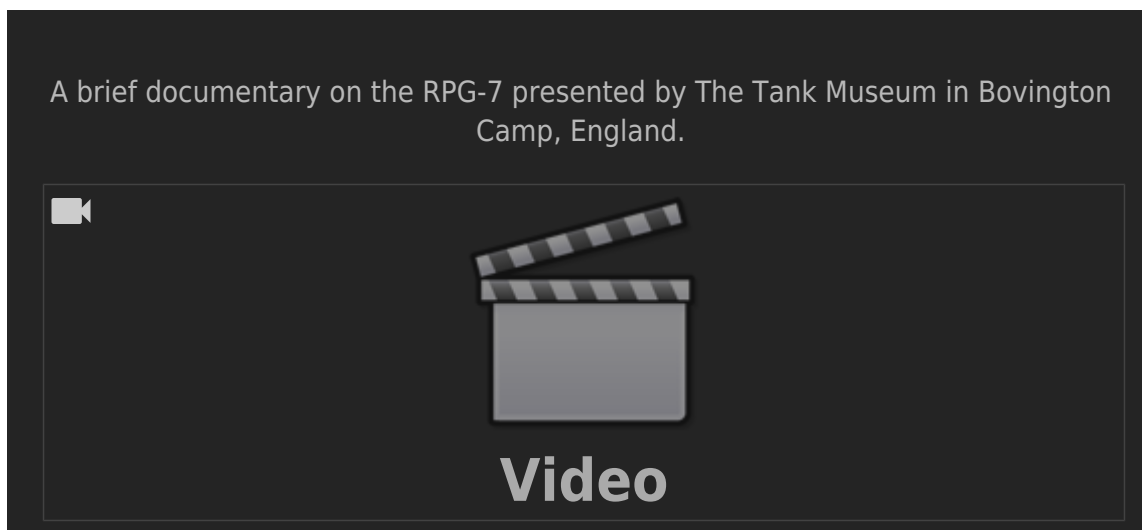 A brief documentary on the RPG-7 presented by The Tank Museum in Bovington
Camp, England.
Video